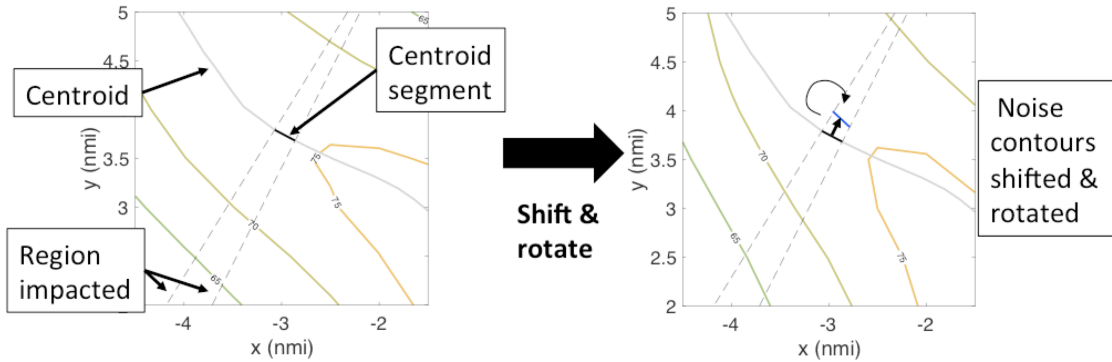 5
4.5
4
3.5
3
2
y (nmi)
-4
-3
-2
x (nmi)
65
75
75
70
65
Centroid
Centroid
segment
Region
impacted
Shift &
rotate
5
4.5
4
3.5
3
2.5
2
y (nmi)
-4
-3
-2
x (nmi)
70
65
75
Noise
contours
shifted &
rotated